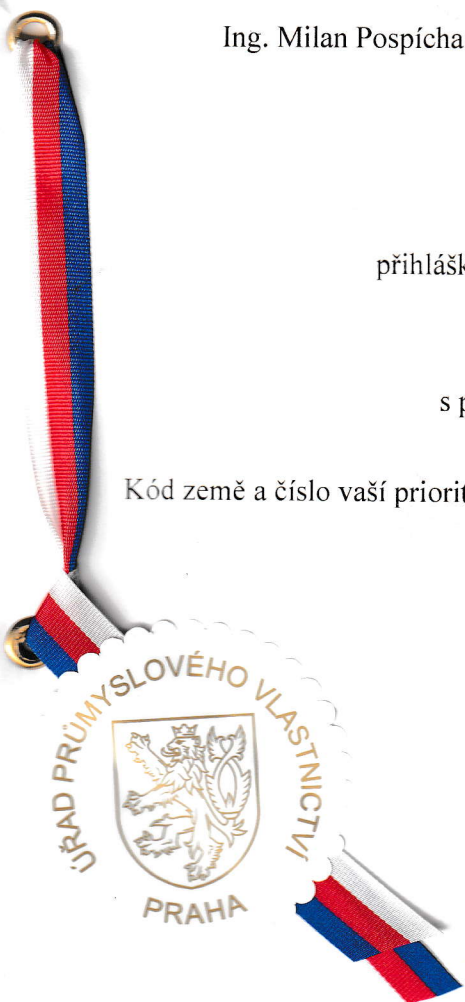 Ing. Milan Pospícha
přihlášk
s p
Kód země a číslo vaší priorit
ÚŘAD PRŮMYSLOVÉHO VLASTNICTVÍ
PRAHA